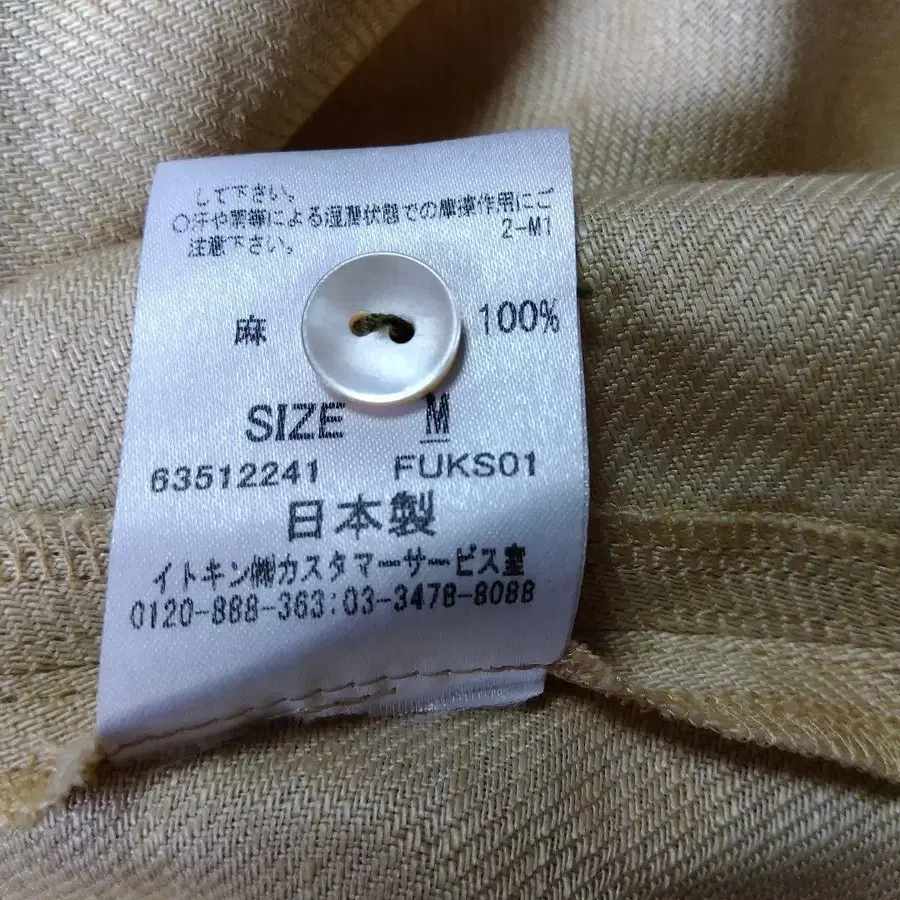 して下さい。
○汗や雨等による湿潤状態での摩擦作用にご
注意下さい。 2-M1
麻 100%
SIZE M
63512241 FUKS01
日本製
イトキン㈱カスタマーサービス室
0120-888-363:03-3478-8088